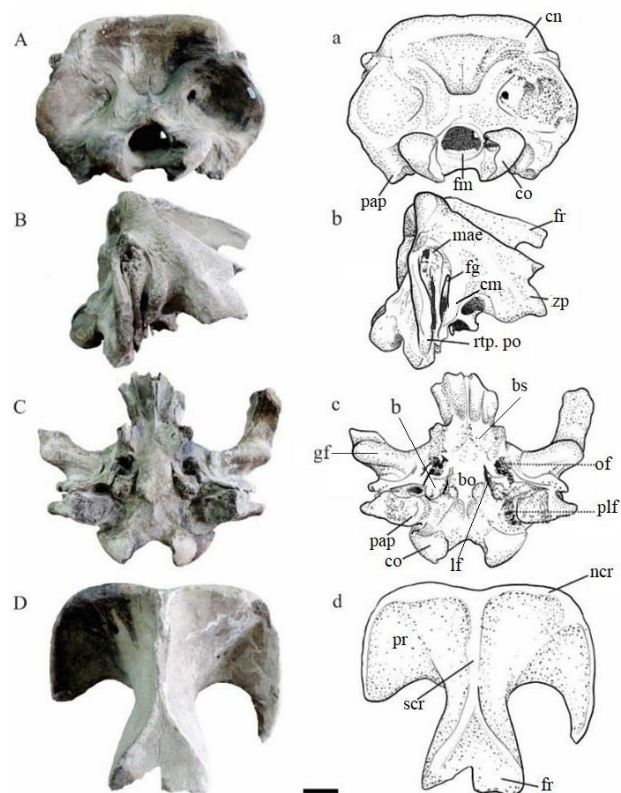 A
a
cn
pap
fm
co
B
b
fr
mae
fg
cm
zp
rtp. po
C
c
b
bs
gf
of
bo
plf
pap
co
lf
D
d
ncr
pr
scr
fr